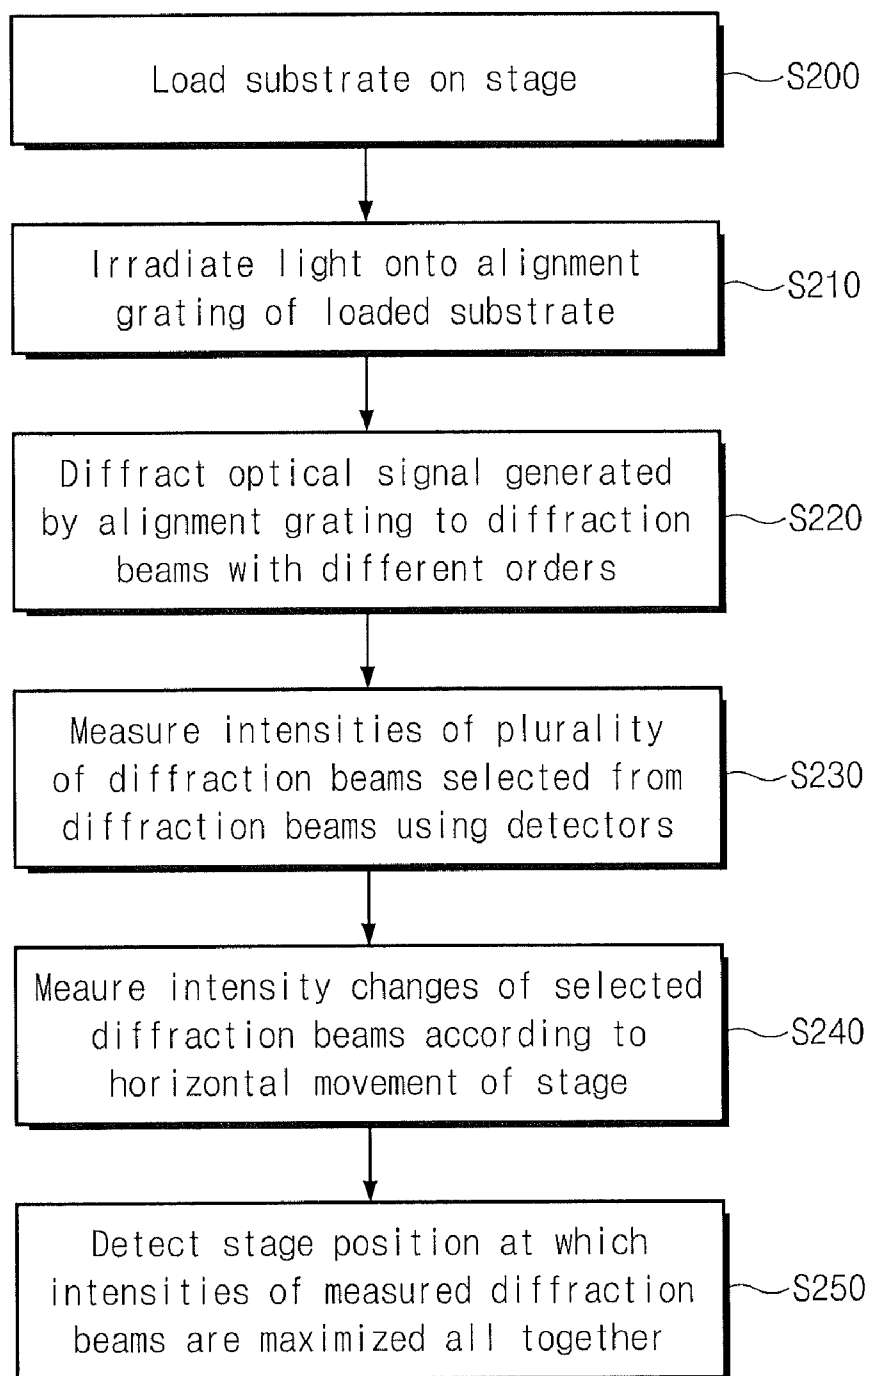 Load substrate on stage
S200
Irradiate light onto alignment
grating of loaded substrate
S210
Diffract optical signal generated
by alignment grating to diffraction
beams with different orders
S220
Measure intensities of plurality
of diffraction beams selected from
diffraction beams using detectors
S230
Meaure intensity changes of selected
diffraction beams according to
horizontal movement of stage
S240
Detect stage position at which
intensities of measured diffraction
beams are maximized all together
S250